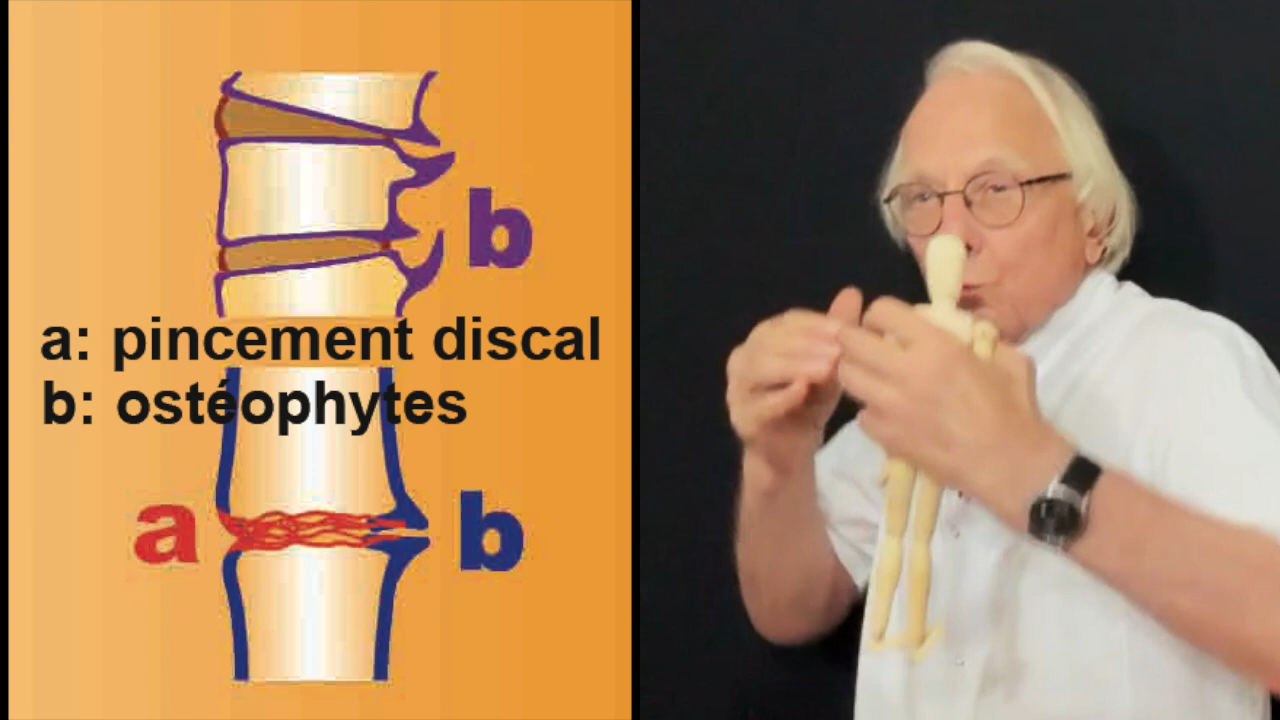 b
a: pincement discal
b: ostéophytes
a b